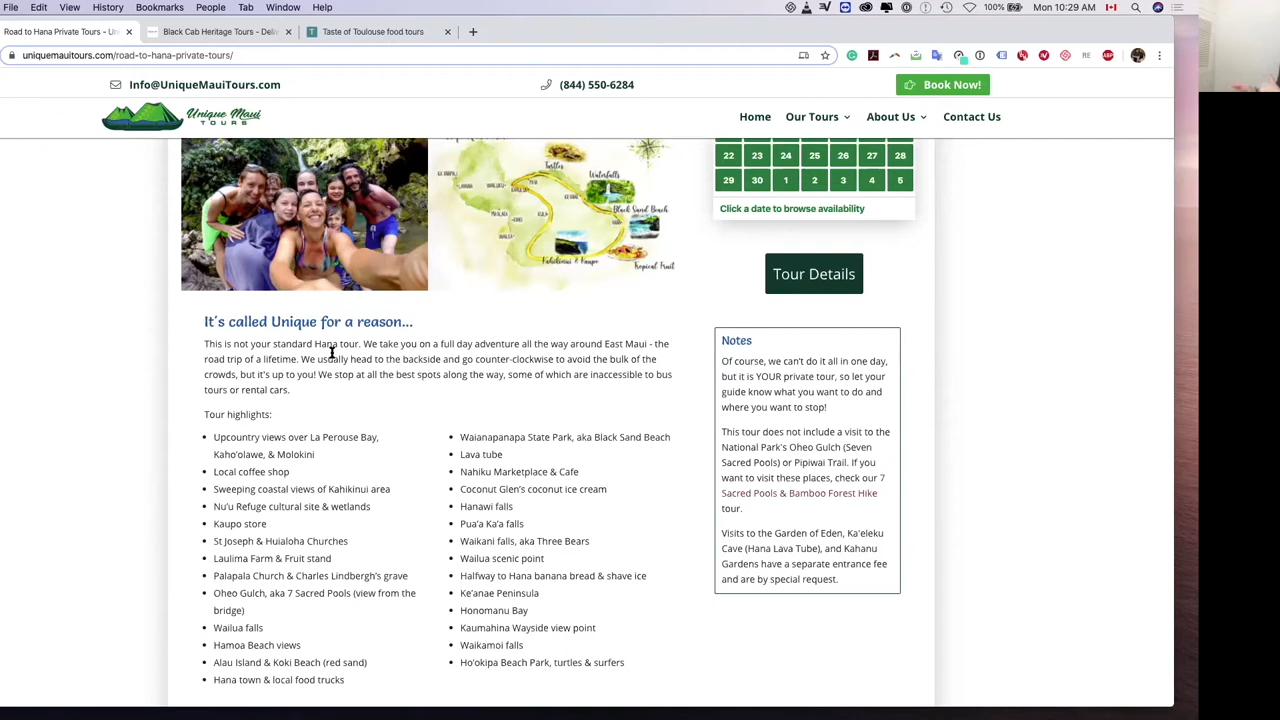 File Edit View History Bookmarks People Tab Window Help
100% Mon 10:29 AM
Road to Hana Private Tours - Un
Black Cab Heritage Tours - Deliv
Taste of Toulouse food tours
uniquemauitours.com/road-to-hana-private-tours/
Info@UniqueMauiTours.com
(844) 550-6284
Book Now!
Unique Maui
TOURS
Home Our Tours About Us Contact Us
22 23 24 25 26 27 28
29 30 1 2 3 4 5
Click a date to browse availability
Turtles
Waterfalls
Black Sand Beach
Kahikinui & Kaupo
Tropical Fruit
Tour Details
It's called Unique for a reason...
This is not your standard Hana tour. We take you on a full day adventure all the way around East Maui - the
road trip of a lifetime. We usually head to the backside and go counter-clockwise to avoid the bulk of the
crowds, but it's up to you! We stop at all the best spots along the way, some of which are inaccessible to bus
tours or rental cars.
Tour highlights:
• Upcountry views over La Perouse Bay,
Kaho'olawe, & Molokini
• Local coffee shop
• Sweeping coastal views of Kahikinui area
• Nu'u Refuge cultural site & wetlands
• Kaupo store
• St Joseph & Huialoha Churches
• Laulima Farm & Fruit stand
• Palapala Church & Charles Lindbergh's grave
• Oheo Gulch, aka 7 Sacred Pools (view from the
bridge)
• Wailua falls
• Hamoa Beach views
• Alau Island & Koki Beach (red sand)
• Hana town & local food trucks
• Waianapanapa State Park, aka Black Sand Beach
• Lava tube
• Nahiku Marketplace & Cafe
• Coconut Glen's coconut ice cream
• Hanawi falls
• Pua'a Ka'a falls
• Waikani falls, aka Three Bears
• Wailua scenic point
• Halfway to Hana banana bread & shave ice
• Ke'anae Peninsula
• Honomanu Bay
• Kaumahina Wayside view point
• Waikamoi falls
• Ho'okipa Beach Park, turtles & surfers
Notes
Of course, we can't do it all in one day,
but it is YOUR private tour, so let your
guide know what you want to do and
where you want to stop!
This tour does not include a visit to the
National Park's Oheo Gulch (Seven
Sacred Pools) or Pipiwai Trail. If you
want to visit these places, check our 7
Sacred Pools & Bamboo Forest Hike
tour.
Visits to the Garden of Eden, Ka'eleku
Cave (Hana Lava Tube), and Kahanu
Gardens have a separate entrance fee
and are by special request.